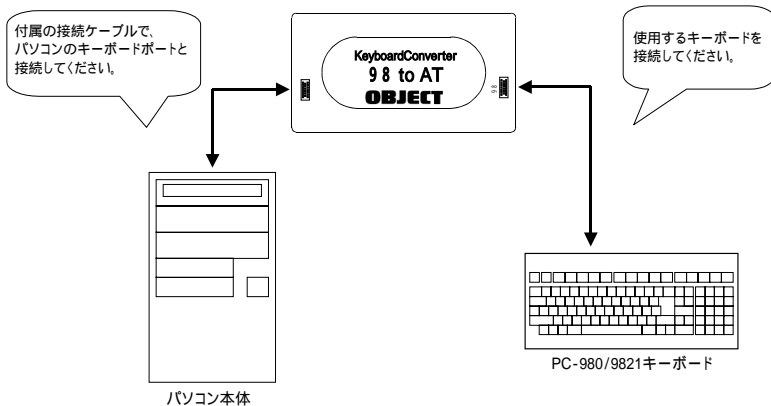 付属の接続ケーブルで、
パソコンのキーボードポートと
接続してください。
KeyboardConverter
98 to AT
OBJECT
98
使用するキーボードを
接続してください。
PC-980/9821キーボード
パソコン本体